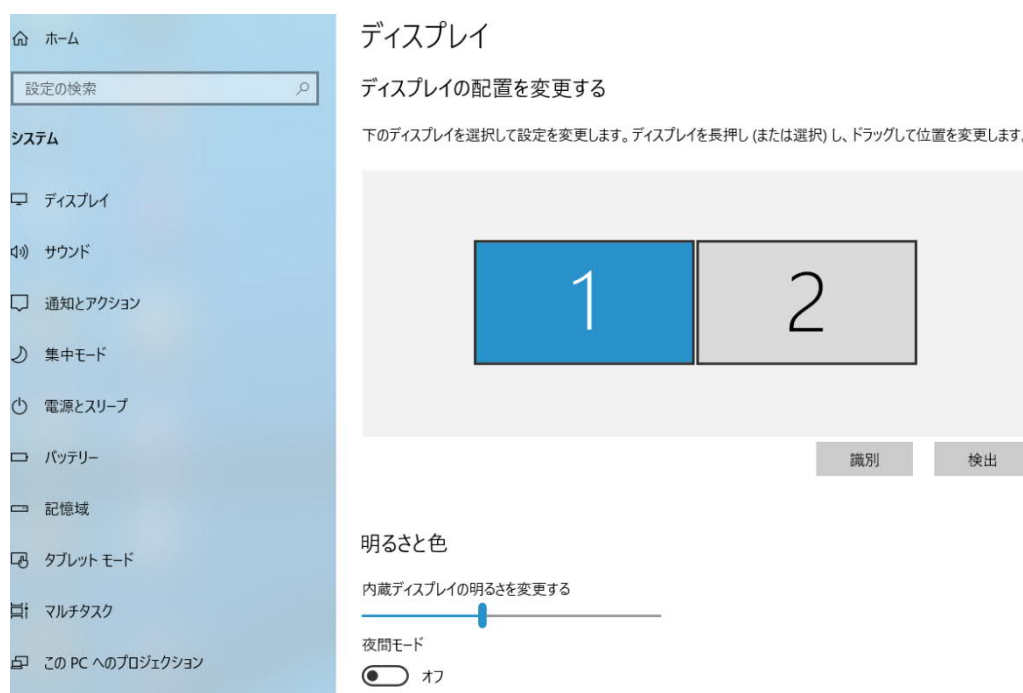 ホーム
設定の検索
システム
ディスプレイ
サウンド
通知とアクション
集中モード
電源とスリープ
バッテリー
記憶域
タブレット モード
マルチタスク
この PC へのプロジェクション
ディスプレイ
ディスプレイの配置を変更する
下のディスプレイを選択して設定を変更します。ディスプレイを長押し (または選択) し、ドラッグして位置を変更します。
1
2
識別
検出
明るさと色
内蔵ディスプレイの明るさを変更する
夜間モード
オフ